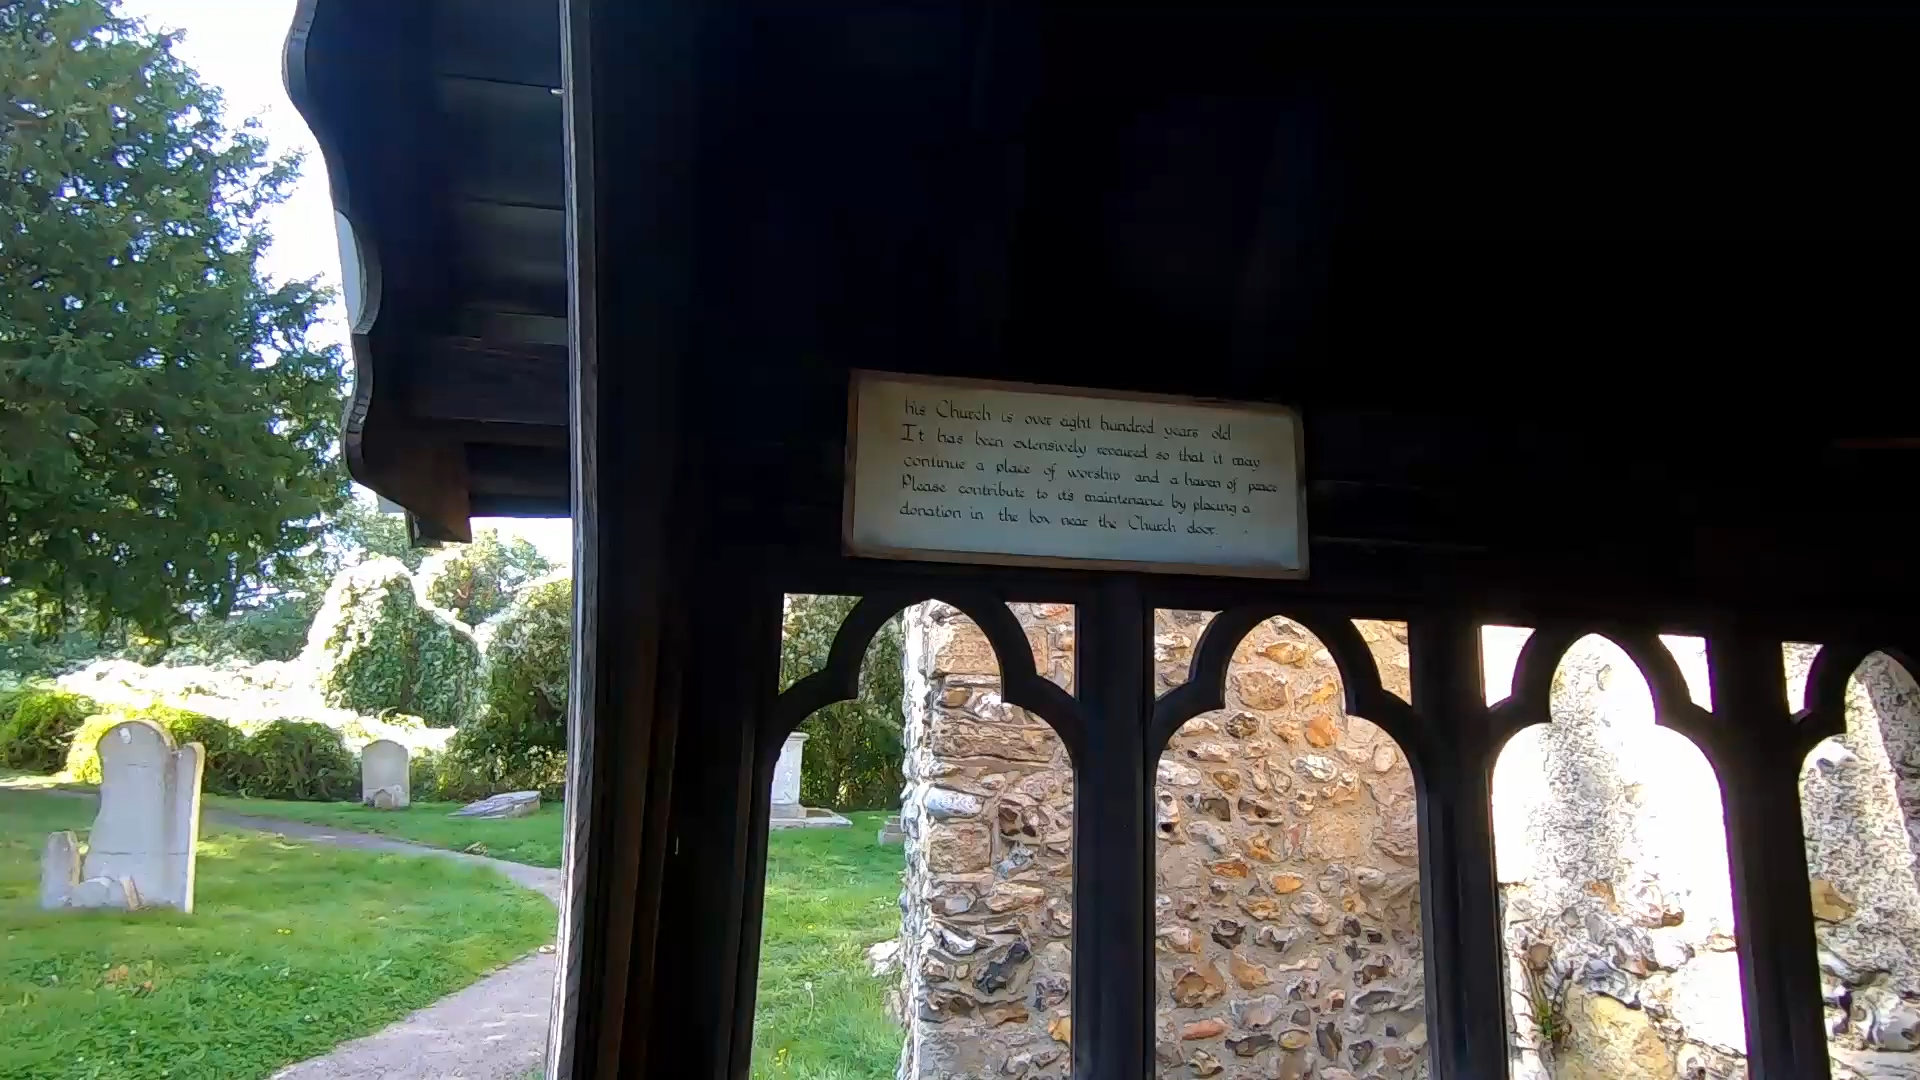 his Church is over eight hundred years old
It has been extensively repaired so that it may
continue a place of worship and a haven of peace
Please contribute to it's maintenance by placing a
donation in the box near the Church door.